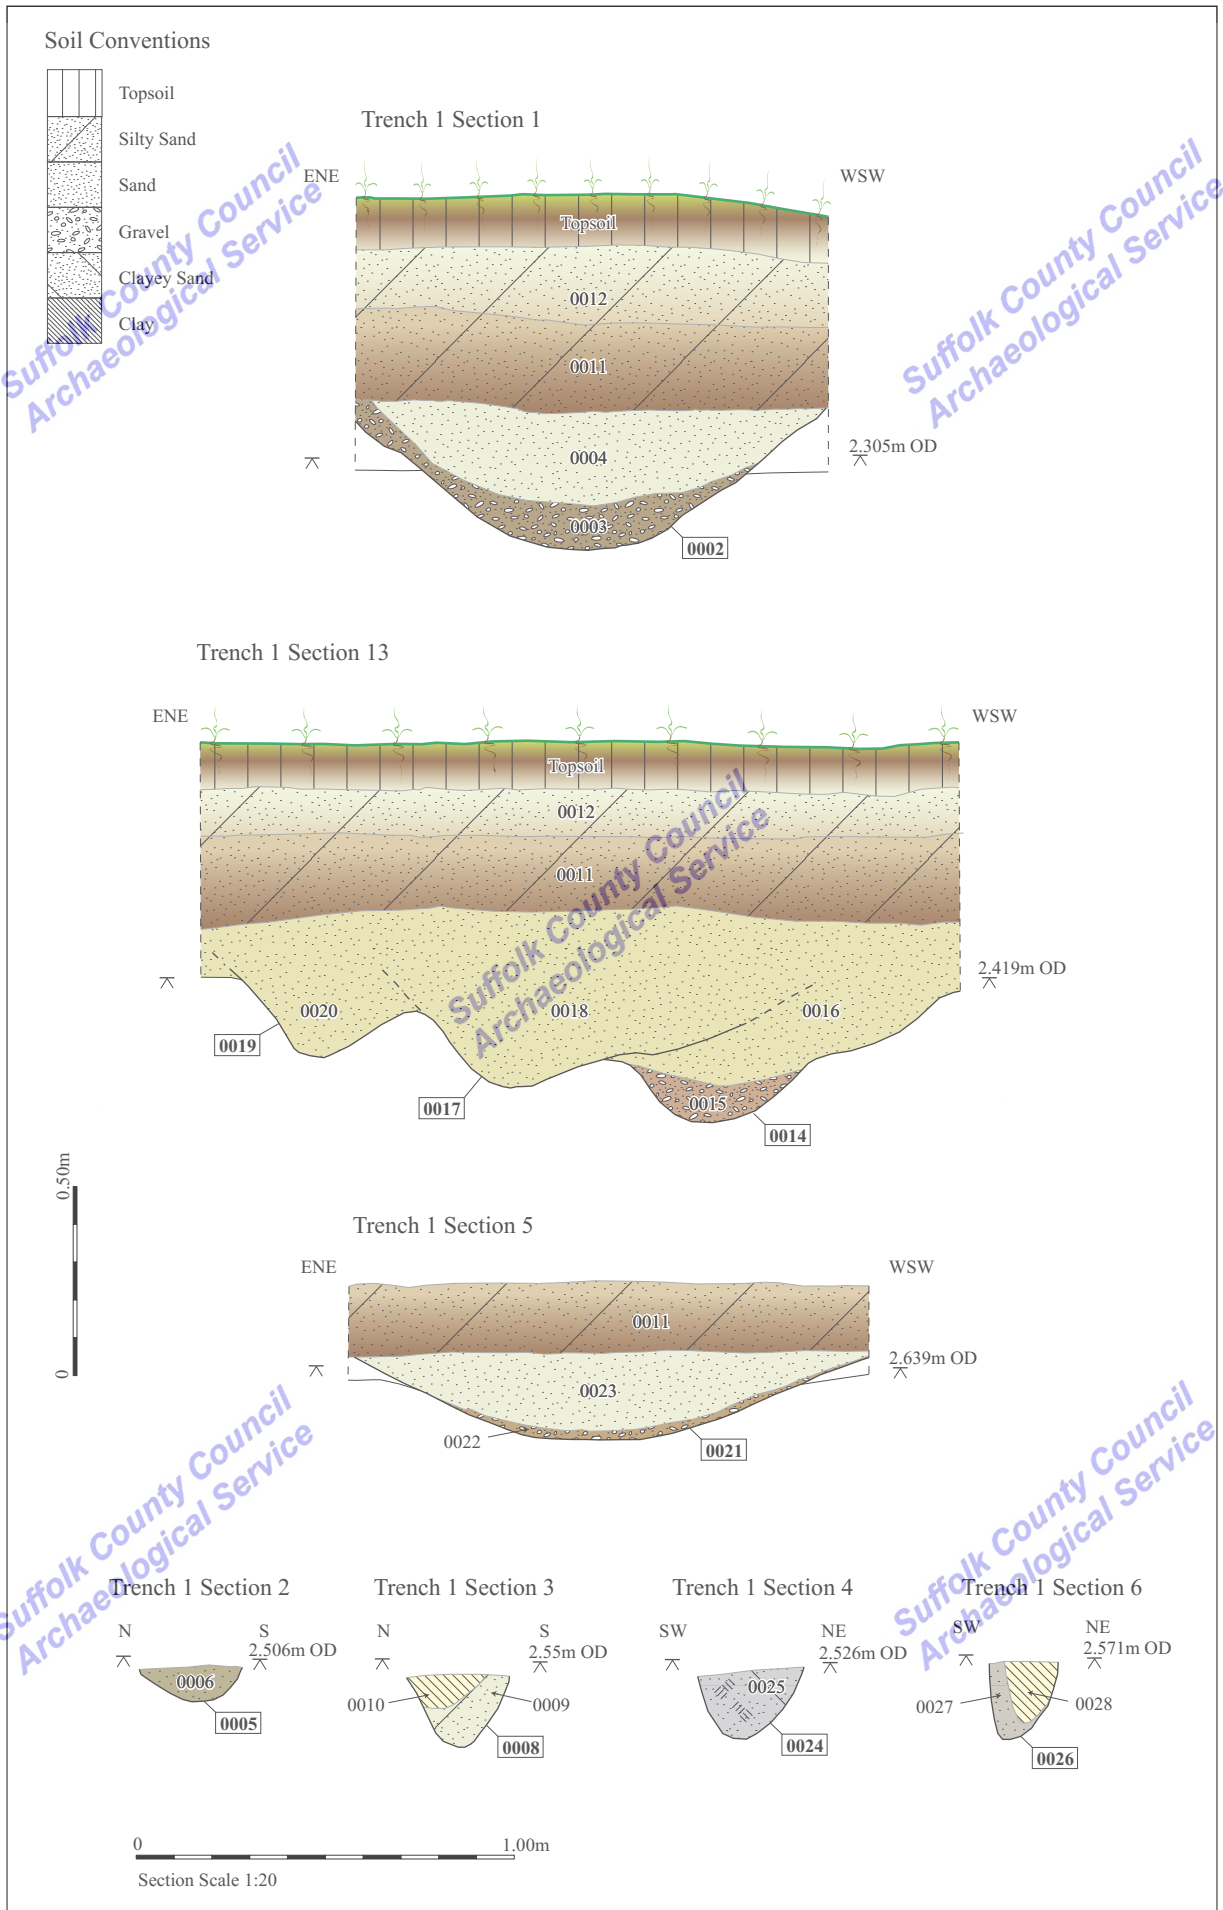 Soil Conventions
Topsoil
Silty Sand
Sand
Gravel
Clayey Sand
Clay
Suffolk County Council
Archaeological Service
Suffolk County Council
Archaeological Service
Trench 1 Section 1
ENE
WSW
Topsoil
0012
0011
0004
2.305m OD
0003
0002
Trench 1 Section 13
ENE
WSW
Topsoil
0012
0011
Suffolk County Council
Archaeological Service
2.419m OD
0020
0018
0016
0019
0017
0015
0014
0.50m
0
Trench 1 Section 5
ENE
WSW
0011
2.639m OD
0023
0022
0021
Suffolk County Council
Archaeological Service
Suffolk County Council
Archaeological Service
Trench 1 Section 2
N
S
2.506m OD
0006
0005
Trench 1 Section 3
N
S
2.55m OD
0010
0009
0008
Trench 1 Section 4
SW
NE
2.526m OD
0025
0024
Trench 1 Section 6
SW
NE
2.571m OD
0027
0028
0026
0
1.00m
Section Scale 1:20